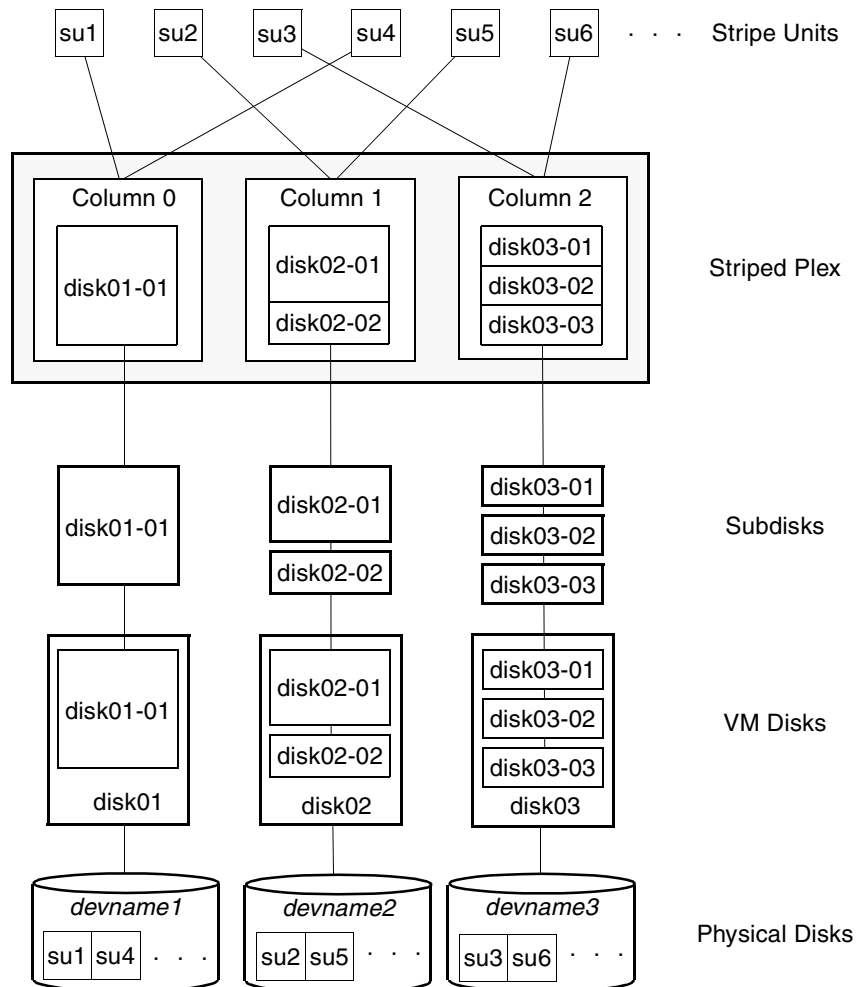 su1 su2 su3 su4 su5 su6 . . . Stripe Units
Column 0 Column 1 Column 2
disk01-01 disk02-01 disk03-01
disk03-02
disk02-02 disk03-03
Striped Plex
disk01-01 disk02-01 disk03-01
disk03-02
disk02-02 disk03-03
Subdisks
disk01-01 disk02-01 disk03-01
disk03-02
disk02-02 disk03-03
VM Disks
disk01 disk02 disk03
devname1 devname2 devname3
su1 su4 . . . su2 su5 . . . su3 su6 . . .
Physical Disks